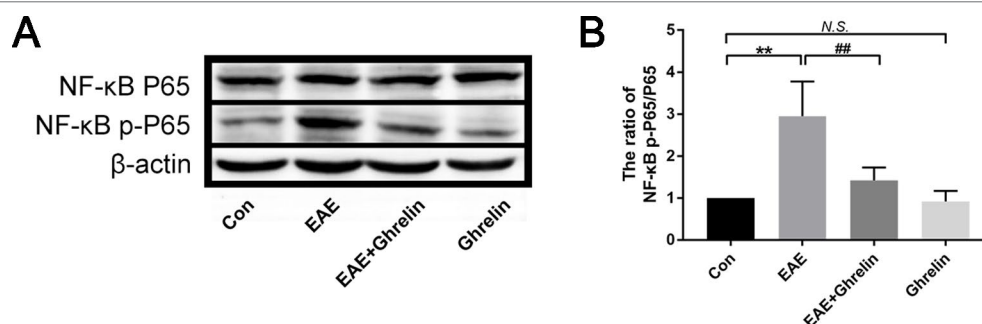 A
NF-κB P65
NF-κB p-P65
β-actin
Con
EAE
EAE+Ghrelin
Ghrelin
B
The ratio of
NF-κB p-P65/P65
5
4
3
2
1
0
N.S.
**
##
Con
EAE
EAE+Ghrelin
Ghrelin